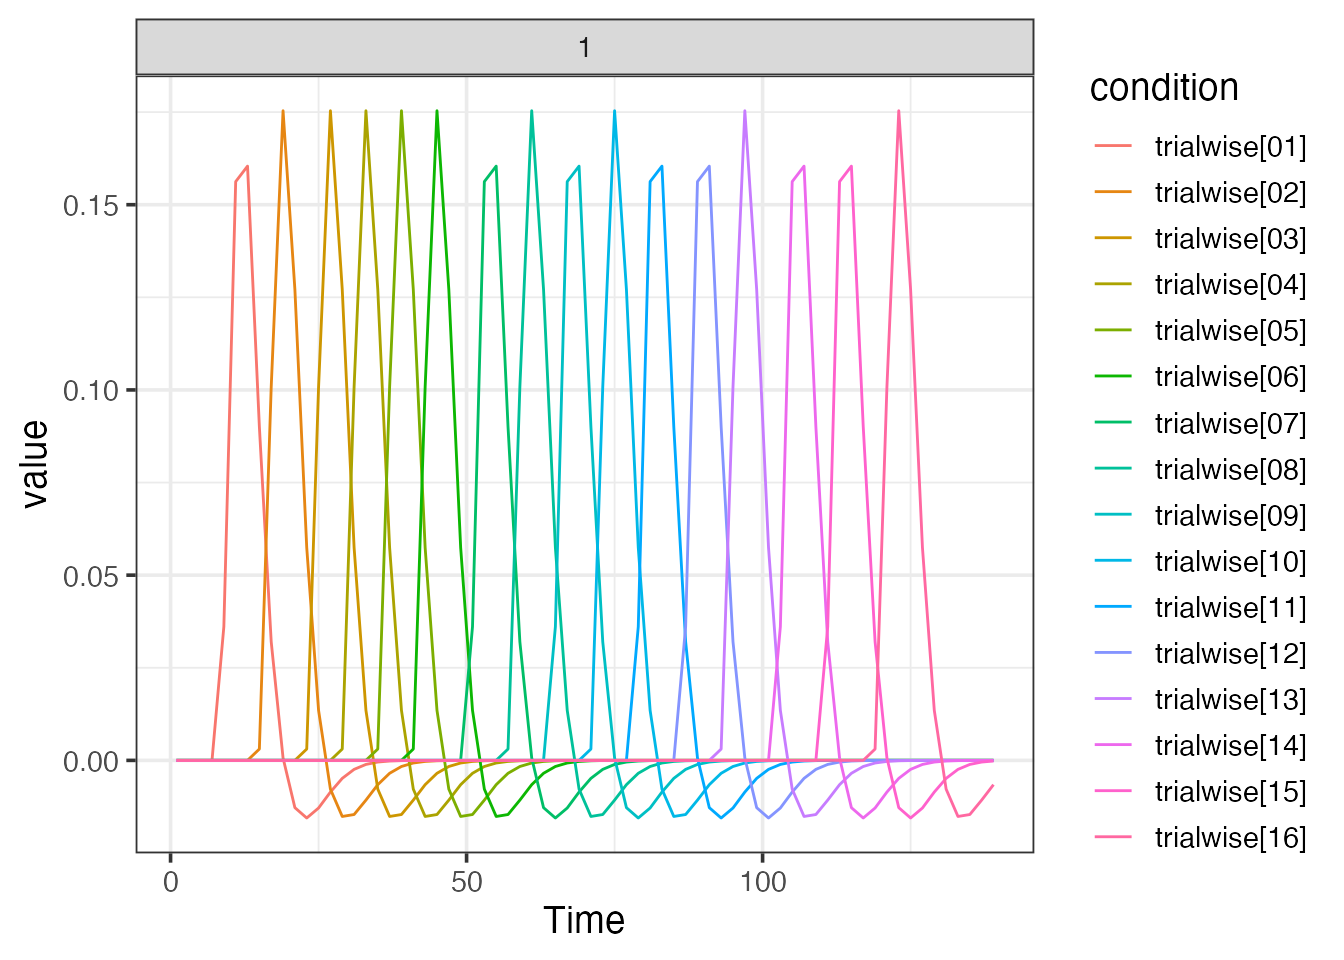 1
condition
trialwise[01]
trialwise[02]
trialwise[03]
trialwise[04]
trialwise[05]
trialwise[06]
trialwise[07]
trialwise[08]
trialwise[09]
trialwise[10]
trialwise[11]
trialwise[12]
trialwise[13]
trialwise[14]
trialwise[15]
trialwise[16]
value
0.15
0.10
0.05
0.00
0 50 100
Time